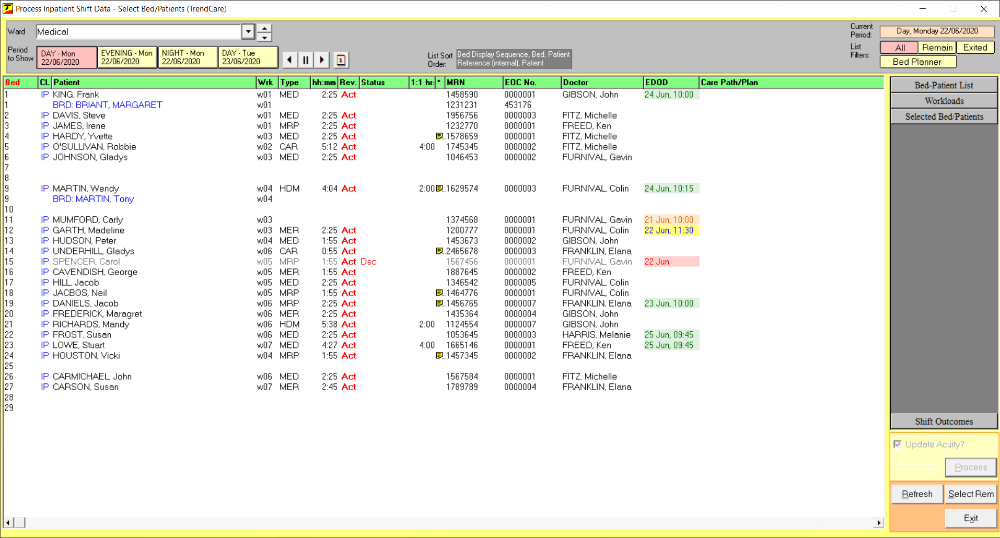 Process Inpatient Shift Data - Select Bed/Patients (TrendCare)
Ward Medical
Period to Show
DAY - Mon 22/06/2020
EVENING - Mon 22/06/2020
NIGHT - Mon 22/06/2020
DAY - Tue 23/06/2020
1
List Sort Order:
Bed Display Sequence, Bed, Patient
Reference (internal), Patient
Current Period: Day, Monday 22/06/2020
List Filters: All Remain Exited
Bed Planner
Bed CL Patient Wrk Type hh:mm Rev. Status 1:1 hr: * MRN EOC No. Doctor EDOD Care Path/Plan
1 IP KING, Frank w01 MED 2:25 Act 1458590 0000001 GIBSON, John 24 Jun, 10:00
1 BRD: BRIANT, MARGARET w01 1231231 453176
2 IP DAVIS, Steve w01 MED 2:25 Act 1956756 0000003 FITZ, Michelle
3 IP JAMES, Irene w01 MRP 2:25 Act 1232770 0000001 FREED, Ken
4 IP HARDY, Yvette w03 MED 2:25 Act ...1578659 0000001 FITZ, Michelle
5 IP O'SULLIVAN, Robbie w02 CAR 5:12 Act 4:00 1745345 0000002 FITZ, Michelle
6 IP JOHNSON, Gladys w03 MED 2:25 Act 1046453 0000002 FURNIVAL, Gavin
7
8
9 IP MARTIN, Wendy w04 HDM 4:04 Act 2:00 ...1629574 0000003 FURNIVAL, Colin 24 Jun, 10:15
9 BRD: MARTIN, Tony w04
10
11 IP MUMFORD, Carly w03 1374568 0000001 FURNIVAL, Gavin 21 Jun, 10:00
12 IP GARTH, Madeline w03 MER 2:25 Act 1200777 0000001 FURNIVAL, Colin 22 Jun, 11:30
13 IP HUDSON, Peter w04 MED 1:55 Act 1453673 0000002 GIBSON, John
14 IP UNDERHILL, Gladys w06 CAR 0:55 Act ...2465678 0000003 FRANKLIN, Elana
15 IP SPENCER, Carol w05 MRP 1:55 Act Dsc 1567456 0000001 FURNIVAL, Gavin 22 Jun
16 IP CAVENDISH, George w05 MER 1:55 Act 1887645 0000002 FREED, Ken
17 IP HILL, Jacob w05 MED 2:25 Act 1346542 0000005 FURNIVAL, Colin
18 IP JACBOS, Neil w05 MRP 1:55 Act ...1464776 0000001 FURNIVAL, Colin
19 IP DANIELS, Jacob w06 MRP 2:25 Act ...1456765 0000007 FRANKLIN, Elana 23 Jun, 10:00
20 IP FREDERICK, Maragret w06 MER 2:25 Act 1435364 0000004 GIBSON, John
21 IP RICHARDS, Mandy w06 HDM 5:38 Act 2:00 1124554 0000007 GIBSON, John
22 IP FROST, Susan w06 MED 2:25 Act 1053645 0000003 HARRIS, Melanie 25 Jun, 09:45
23 IP LOWE, Stuart w07 MED 4:27 Act 4:00 1665146 0000001 FREED, Ken 25 Jun, 09:45
24 IP HOUSTON, Vicki w04 MRP 1:55 Act ...1457345 0000002 FRANKLIN, Elana
25
26 IP CARMICHAEL, John w06 MED 2:25 Act 1567584 0000001 FITZ, Michelle
27 IP CARSON, Susan w07 MER 2:45 Act 1789789 0000004 FRANKLIN, Elana
28
29
Bed-Patient List
Workloads
Selected Bed/Patients
Shift Outcomes
Update Acuity?
Process
Refresh Select Rem
Exit